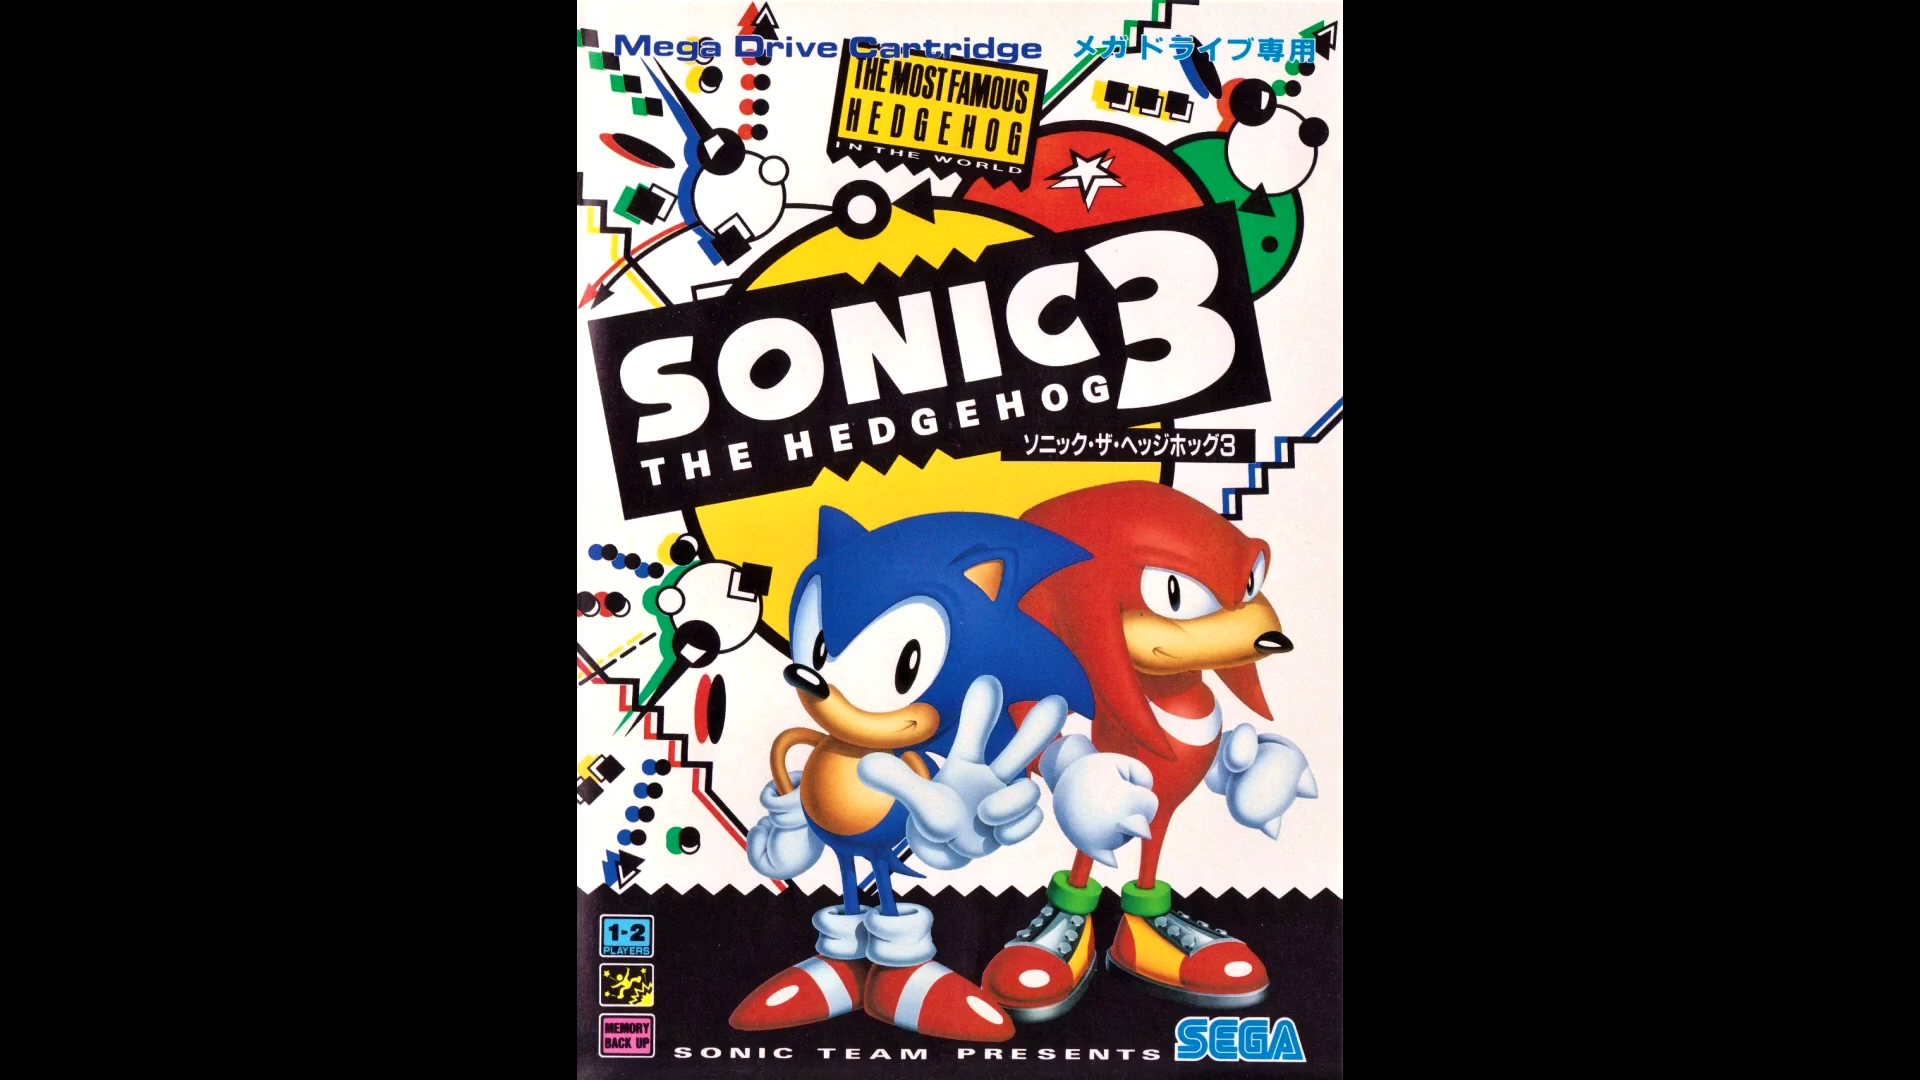 Mega Drive Cartridge メガドライブ専用
THE MOST FAMOUS
HEDGEHOG
IN THE WORLD
SONIC 3
THE HEDGEHOG
ソニック・ザ・ヘッジホッグ3
1-2
PLAYERS
MEMORY
BACK UP
SONIC TEAM PRESENTS SEGA